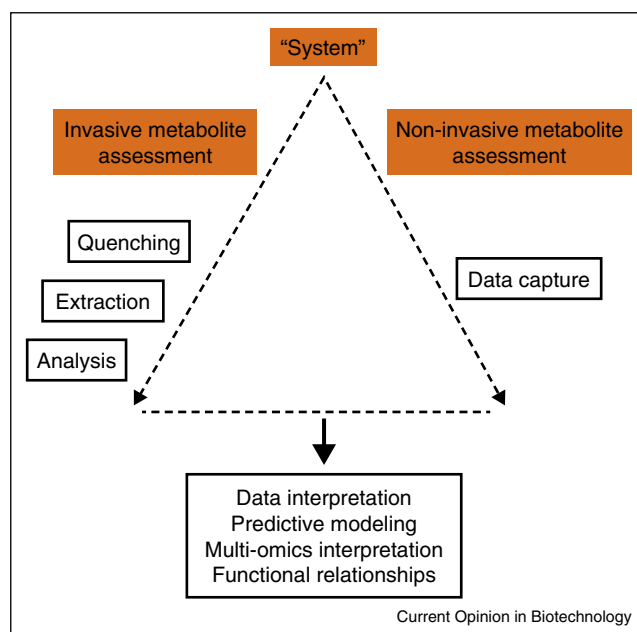 “System”
Invasive metabolite
assessment
Non-invasive metabolite
assessment
Quenching
Extraction
Analysis
Data capture
Data interpretation
Predictive modeling
Multi-omics interpretation
Functional relationships
Current Opinion in Biotechnology